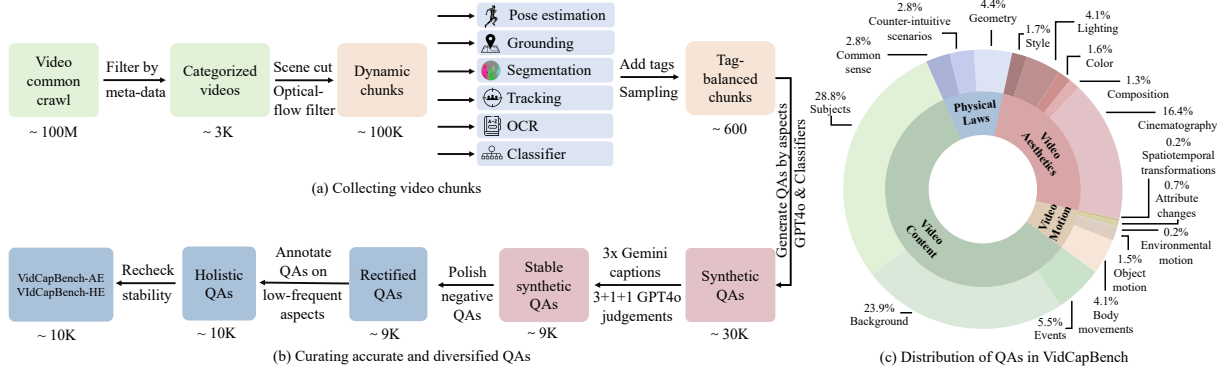 Video
common
crawl
~ 100M
Filter by
meta-data
Categorized
videos
~ 3K
Scene cut
Optical-
flow filter
Dynamic
chunks
~ 100K
Pose estimation
Grounding
Segmentation
Tracking
OCR
Classifier
Add tags
Sampling
Tag-
balanced
chunks
~ 600
(a) Collecting video chunks
Generate QAs by aspects
GPT4o & Classifiers
VidCapBench-AE
VIdCapBench-HE
~ 10K
Recheck
stability
Holistic
QAs
~ 10K
Annotate
QAs on
low-frequent
aspects
Rectified
QAs
~ 9K
Polish
negative
QAs
Stable
synthetic
QAs
~ 9K
3x Gemini
captions
3+1+1 GPT4o
judgements
Synthetic
QAs
~ 30K
(b) Curating accurate and diversified QAs
2.8%
Common
sense
2.8%
Counter-intuitive
scenarios
4.4%
Geometry
1.7%
Style
4.1%
Lighting
1.6%
Color
1.3%
Composition
16.4%
Cinematography
0.2%
Spatiotemporal
transformations
0.7%
Attribute
changes
0.2%
Environmental
motion
1.5%
Object
motion
4.1%
Body
movements
5.5%
Events
23.9%
Background
28.8%
Subjects
Physical
Laws
Video
Aesthetics
Video
Motion
Video
Content
(c) Distribution of QAs in VidCapBench